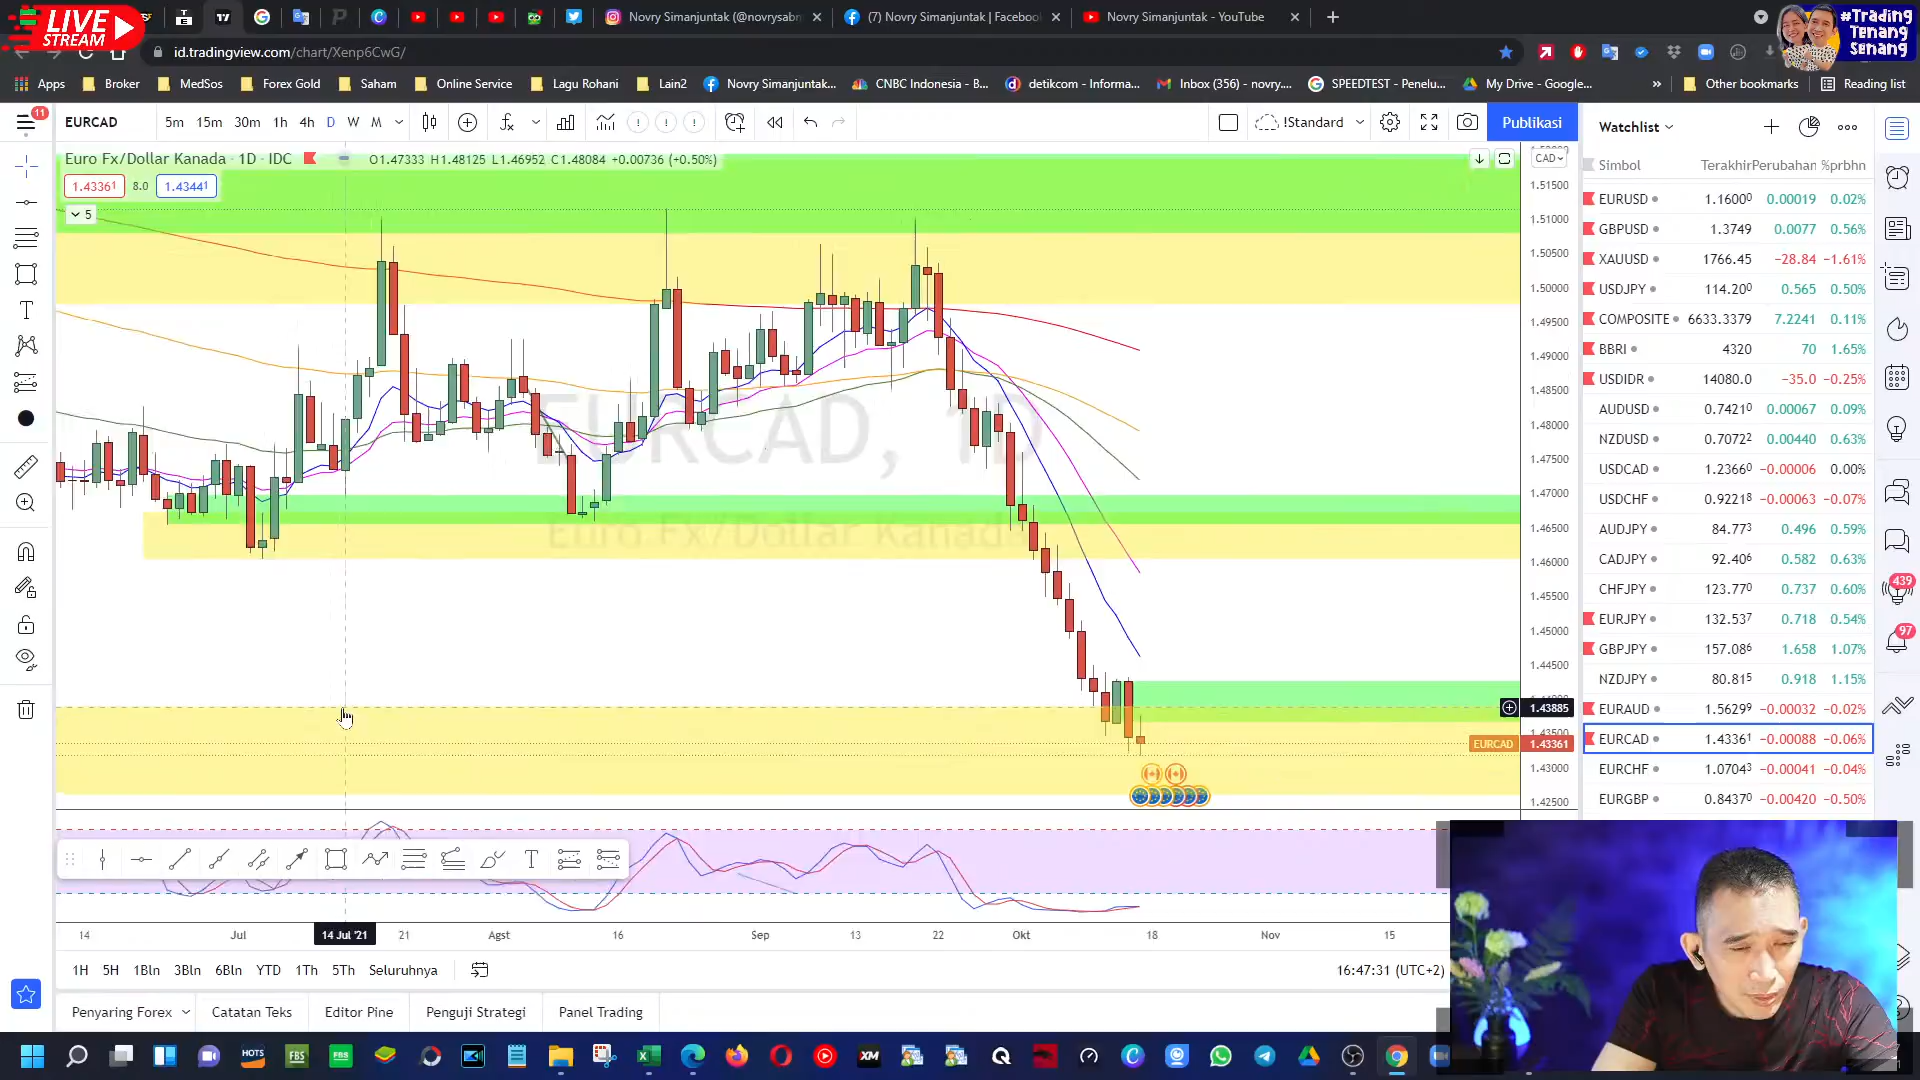 LIVE
STREAM
Novry Simanjuntak (@novrysabn
(7) Novry Simanjuntak | Facebook
Novry Simanjuntak - YouTube
#Trading
Tenang
Senang
id.tradingview.com/chart/Xenp6CwG/
Apps
Broker
MedSos
Forex Gold
Saham
Online Service
Lagu Rohani
Lain2
Novry Simanjuntak...
CNBC Indonesia - B...
detikcom - Informa...
Inbox (356) - novry....
SPEEDTEST - Penelu...
My Drive - Google...
»
Other bookmarks
Reading list
11
EURCAD
5m 15m 30m 1h 4h D W M
!Standard
Publikasi
Watchlist
Euro Fx/Dollar Kanada · 1D · IDC
O1.47333 H1.48125 L1.46952 C1.48084 +0.00736 (+0.50%)
1.43361 8.0 1.43441
5
CAD
1.51500
1.51000
1.50500
1.50000
1.49500
1.49000
1.48500
1.48000
1.47500
1.47000
1.46500
1.46000
1.45500
1.45000
1.44500
1.43885
1.43500
EURCAD 1.43361
1.43000
1.42500
EURCAD, 1D
Euro Fx/Dollar Kanada
Simbol Terakhir Perubahan %prbhn
EURUSD 1.16000 0.00019 0.02%
GBPUSD 1.3749 0.0077 0.56%
XAUUSD 1766.45 −28.84 −1.61%
USDJPY 114.200 0.565 0.50%
COMPOSITE 6633.3379 7.2241 0.11%
BBRI 4320 70 1.65%
USDIDR 14080.0 −35.0 −0.25%
AUDUSD 0.74210 0.00067 0.09%
NZDUSD 0.70722 0.00440 0.63%
USDCAD 1.23660 −0.00006 0.00%
USDCHF 0.92218 −0.00063 −0.07%
AUDJPY 84.773 0.496 0.59%
CADJPY 92.406 0.582 0.63%
CHFJPY 123.770 0.737 0.60%
EURJPY 132.537 0.718 0.54%
GBPJPY 157.086 1.658 1.07%
NZDJPY 80.815 0.918 1.15%
EURAUD 1.56299 −0.00032 −0.02%
EURCAD 1.43361 −0.00088 −0.06%
EURCHF 1.07043 −0.00041 −0.04%
EURGBP 0.84370 −0.00420 −0.50%
439
97
14 Jul 14 Jul '21 21 Agst 16 Sep 13 22 Okt 18 Nov 15
1H 5H 1Bln 3Bln 6Bln YTD 1Th 5Th Seluruhnya
16:47:31 (UTC+2)
Penyaring Forex
Catatan Teks
Editor Pine
Penguji Strategi
Panel Trading
HOTS
FBS
FBS
XM